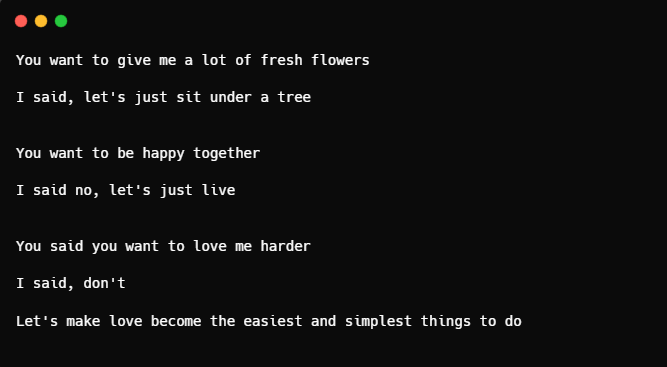 You want to give me a lot of fresh flowers
I said, let's just sit under a tree
You want to be happy together
I said no, let's just live
You said you want to love me harder
I said, don't
Let's make love become the easiest and simplest things to do